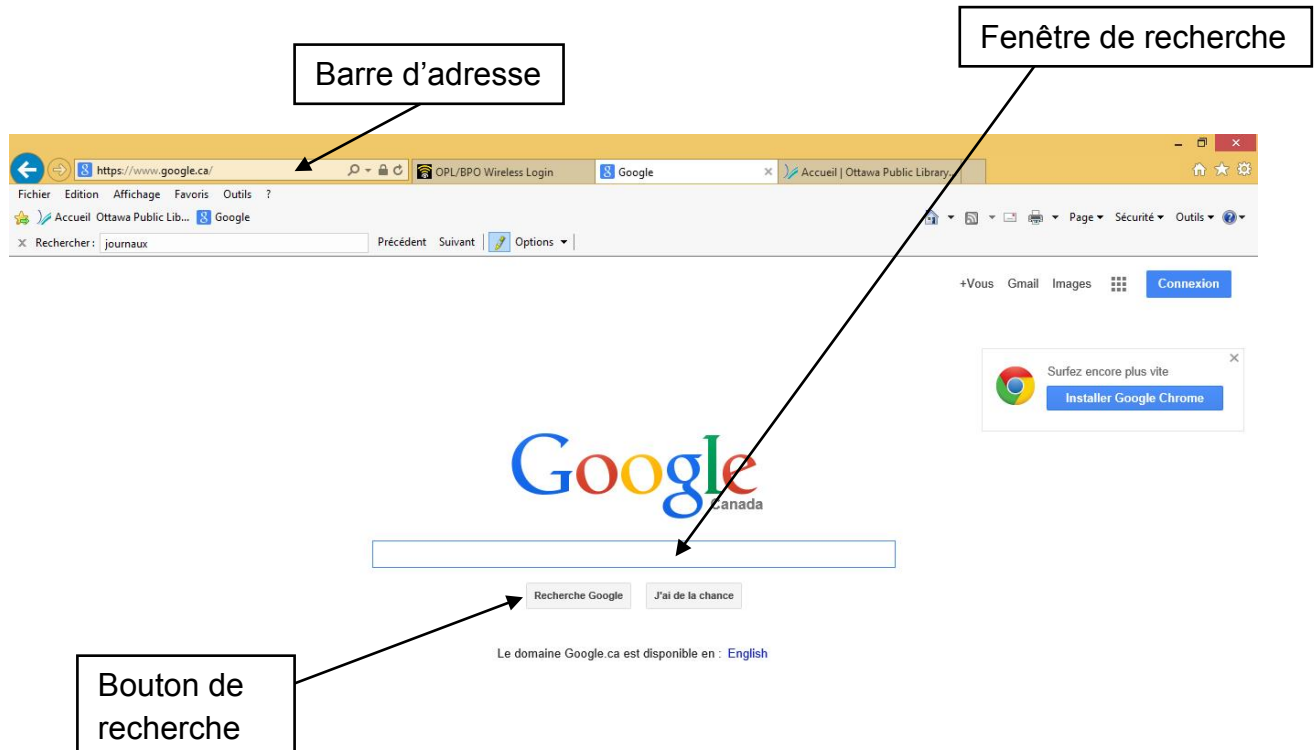 Fenêtre de recherche
Barre d’adresse
https://www.google.ca/
OPL/BPO Wireless Login
Google
Accueil | Ottawa Public Library...
Fichier Edition Affichage Favoris Outils ?
Accueil Ottawa Public Lib... Google
Page Sécurité Outils
x Rechercher: journaux
Précédent Suivant Options
+Vous Gmail Images Connexion
Surfez encore plus vite
Installer Google Chrome
Google
Canada
Recherche Google J'ai de la chance
Le domaine Google.ca est disponible en : English
Bouton de
recherche